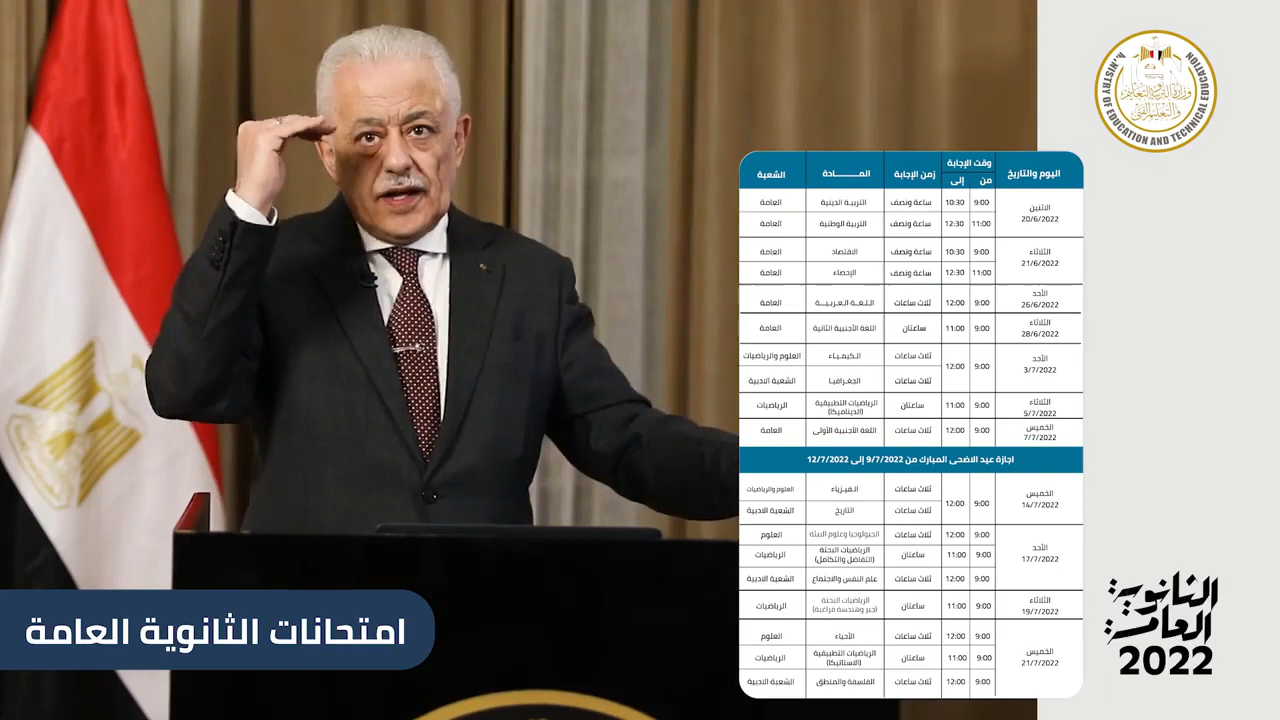 MINISTRY OF EDUCATION AND TECHNICAL EDUCATION
وزارة التربية والتعليم
والتعليم الفني
اليوم والتاريخ وقت الإجابة زمن الإجابة المـــــــادة الشعبة
من إلى
الاثنين 20/6/2022 9:00 10:30 ساعة ونصف التربية الدينية العامة
11:00 12:30 ساعة ونصف التربية الوطنية العامة
الثلاثاء 21/6/2022 9:00 10:30 ساعة ونصف الاقتصاد العامة
11:00 12:30 ساعة ونصف الإحصاء العامة
الأحد 26/6/2022 9:00 12:00 ثلاث ساعات اللغة العربية العامة
الثلاثاء 28/6/2022 9:00 11:00 ساعتان اللغة الأجنبية الثانية العامة
الأحد 3/7/2022 9:00 12:00 ثلاث ساعات الكيمياء العلوم والرياضيات
ثلاث ساعات الجغرافيا الشعبة الادبية
الثلاثاء 5/7/2022 9:00 11:00 ساعتان الرياضيات التطبيقية (الديناميكا) الرياضيات
الخميس 7/7/2022 9:00 12:00 ثلاث ساعات اللغة الأجنبية الأولى العامة
اجازة عيد الاضحى المبارك من 9/7/2022 إلى 12/7/2022
الخميس 14/7/2022 9:00 12:00 ثلاث ساعات الفيزياء العلوم والرياضيات
ثلاث ساعات التاريخ الشعبة الادبية
الأحد 17/7/2022 9:00 12:00 ثلاث ساعات الجيولوجيا وعلوم البيئة العلوم
9:00 11:00 ساعتان الرياضيات البحتة (التفاضل والتكامل) الرياضيات
9:00 12:00 ثلاث ساعات علم النفس والاجتماع الشعبة الادبية
الثلاثاء 19/7/2022 9:00 11:00 ساعتان الرياضيات البحتة (جبر وهندسة فراغية) الرياضيات
الخميس 21/7/2022 9:00 12:00 ثلاث ساعات الأحياء العلوم
9:00 11:00 ساعتان الرياضيات التطبيقية (الاستاتيكا) الرياضيات
9:00 12:00 ثلاث ساعات الفلسفة والمنطق الشعبة الادبية
امتحانات الثانوية العامة
الثانوية
العامة
2022